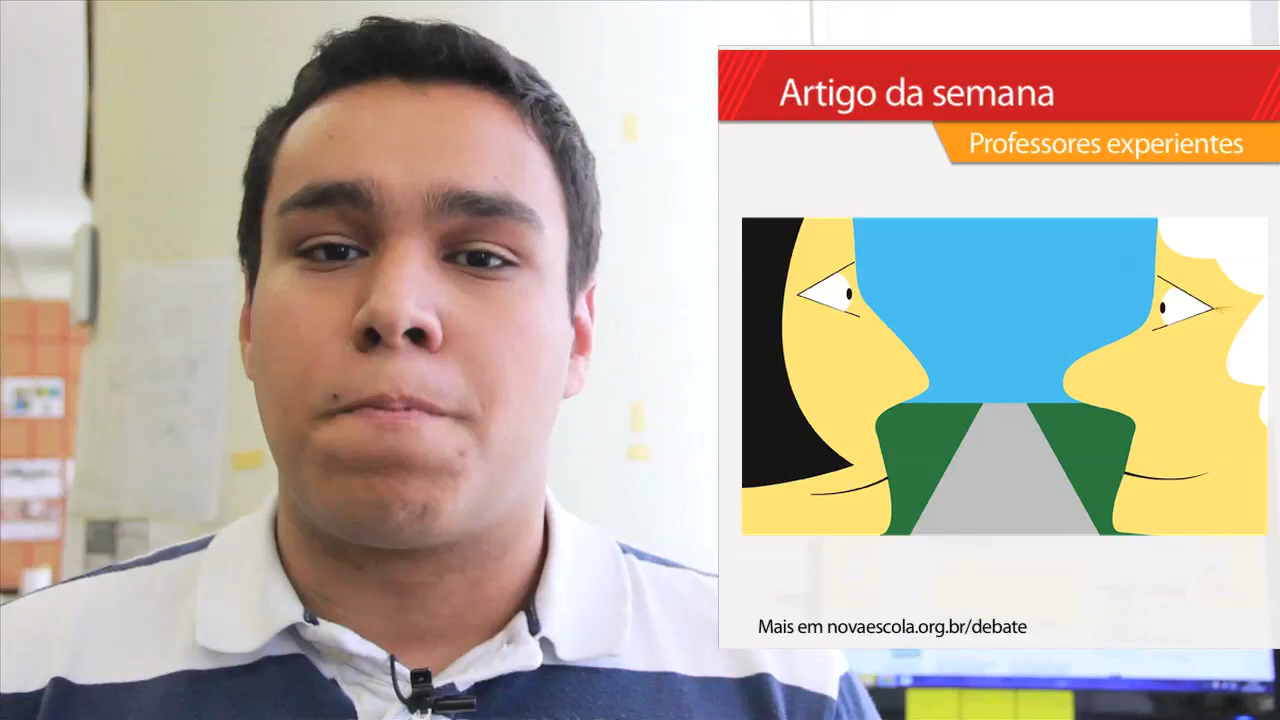 Artigo da semana
Professores experientes
Mais em novaescola.org.br/debate